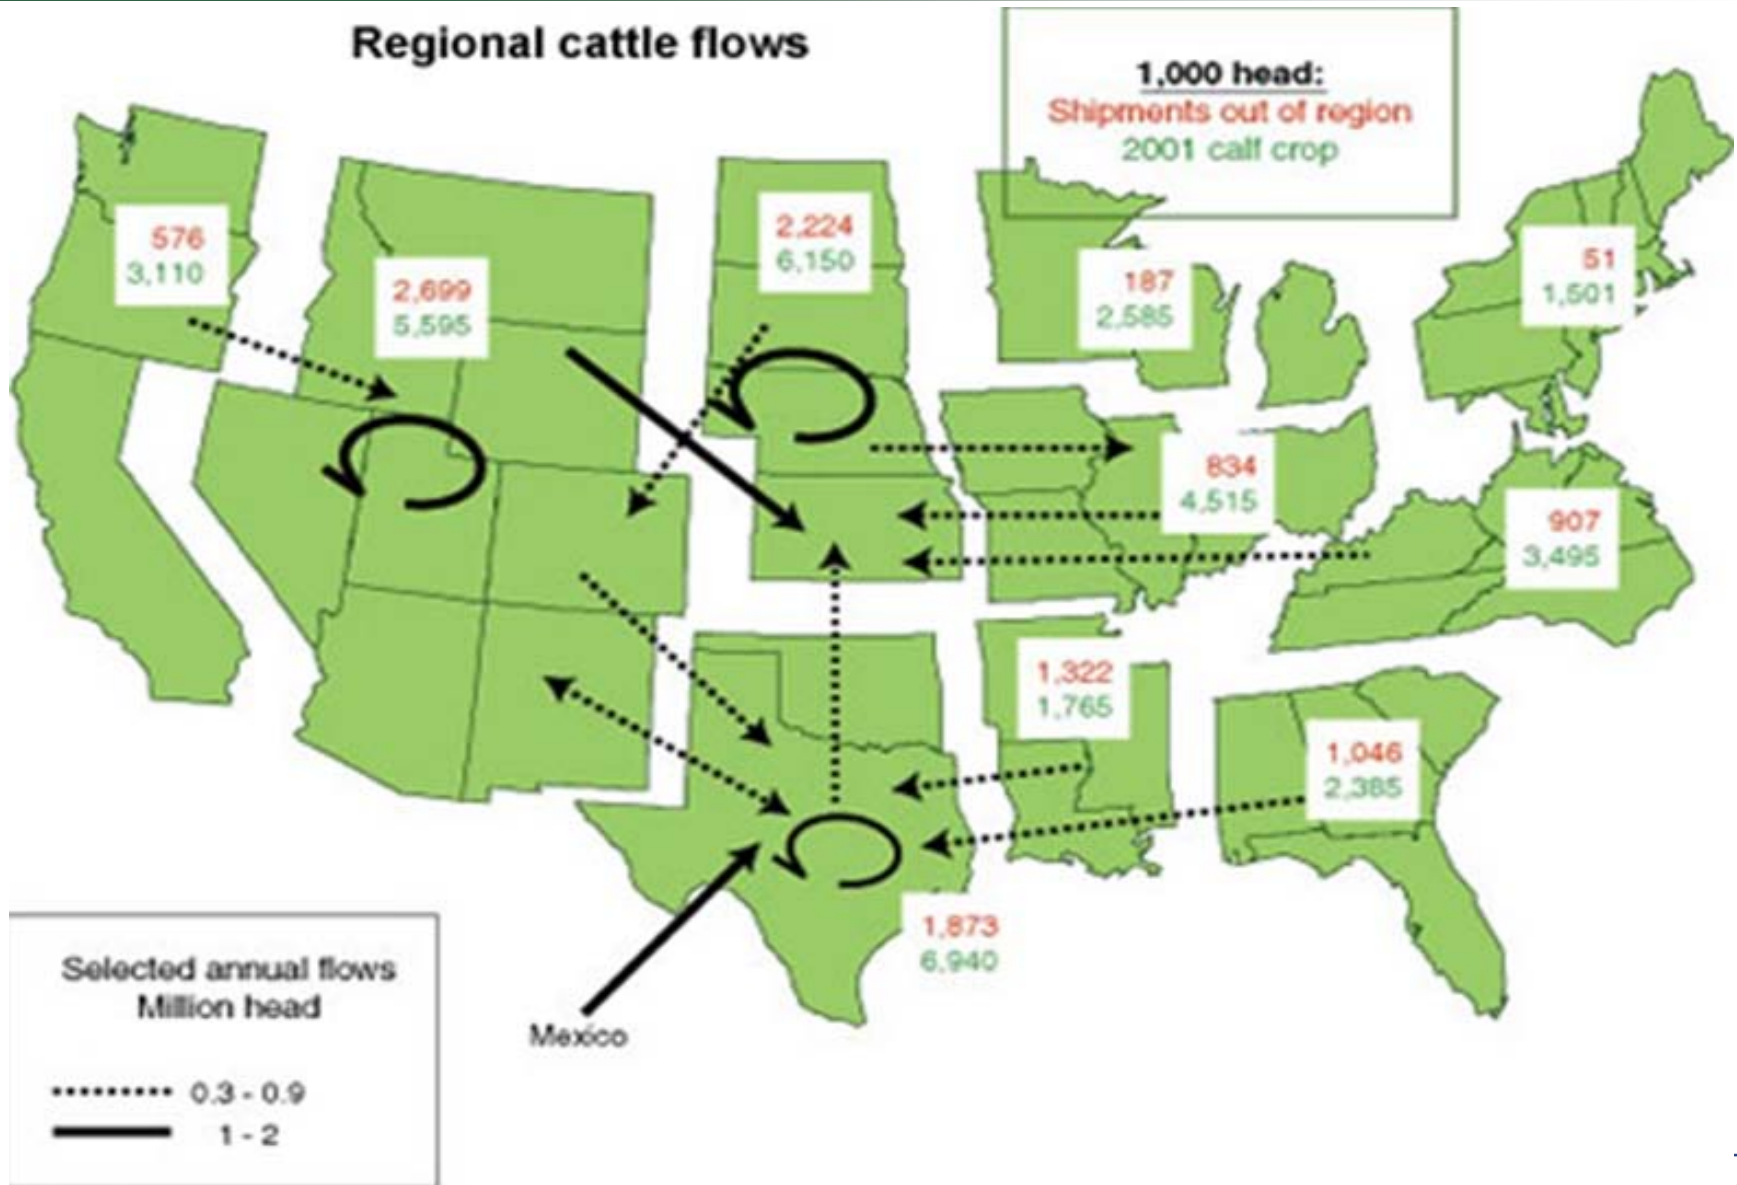 Regional cattle flows
1,000 head:
Shipments out of region
2001 calf crop
576
3,110
2,699
5,595
2,224
6,150
187
2,585
51
1,501
834
4,515
907
3,495
1,322
1,765
1,046
2,385
1,873
6,940
Mexico
Selected annual flows
Million head
0.3 - 0.9
1 - 2